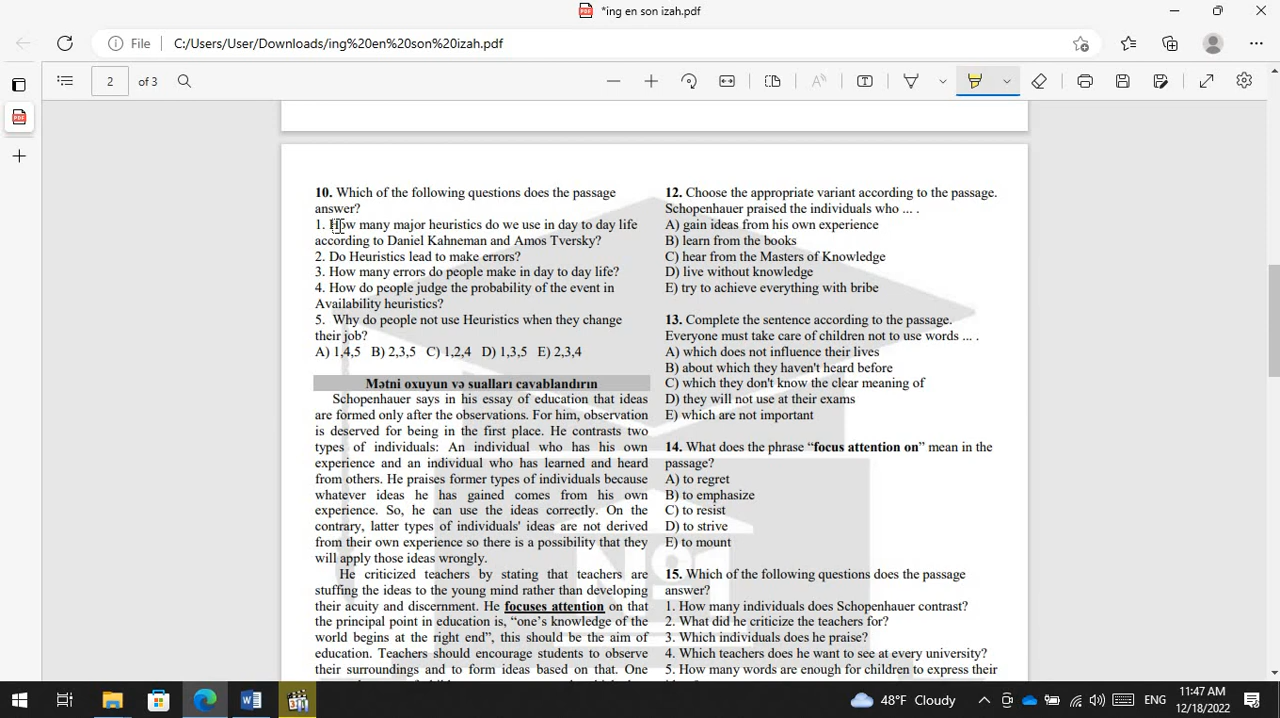 *ing en son izah.pdf
File
C:/Users/User/Downloads/ing%20en%20son%20izah.pdf
2 of 3
10. Which of the following questions does the passage
answer?
1. How many major heuristics do we use in day to day life
according to Daniel Kahneman and Amos Tversky?
2. Do Heuristics lead to make errors?
3. How many errors do people make in day to day life?
4. How do people judge the probability of the event in
Availability heuristics?
5. Why do people not use Heuristics when they change
their job?
A) 1,4,5 B) 2,3,5 C) 1,2,4 D) 1,3,5 E) 2,3,4
Mətni oxuyun və sualları cavablandırın
Schopenhauer says in his essay of education that ideas
are formed only after the observations. For him, observation
is deserved for being in the first place. He contrasts two
types of individuals: An individual who has his own
experience and an individual who has learned and heard
from others. He praises former types of individuals because
whatever ideas he has gained comes from his own
experience. So, he can use the ideas correctly. On the
contrary, latter types of individuals' ideas are not derived
from their own experience so there is a possibility that they
will apply those ideas wrongly.
He criticized teachers by stating that teachers are
stuffing the ideas to the young mind rather than developing
their acuity and discernment. He focuses attention on that
the principal point in education is, “one’s knowledge of the
world begins at the right end”, this should be the aim of
education. Teachers should encourage students to observe
their surroundings and to form ideas based on that. One
12. Choose the appropriate variant according to the passage.
Schopenhauer praised the individuals who ... .
A) gain ideas from his own experience
B) learn from the books
C) hear from the Masters of Knowledge
D) live without knowledge
E) try to achieve everything with bribe
13. Complete the sentence according to the passage.
Everyone must take care of children not to use words ... .
A) which does not influence their lives
B) about which they haven't heard before
C) which they don't know the clear meaning of
D) they will not use at their exams
E) which are not important
14. What does the phrase “focus attention on” mean in the
passage?
A) to regret
B) to emphasize
C) to resist
D) to strive
E) to mount
15. Which of the following questions does the passage
answer?
1. How many individuals does Schopenhauer contrast?
2. What did he criticize the teachers for?
3. Which individuals does he praise?
4. Which teachers does he want to see at every university?
5. How many words are enough for children to express their
№1
48°F Cloudy
ENG
11:47 AM
12/18/2022